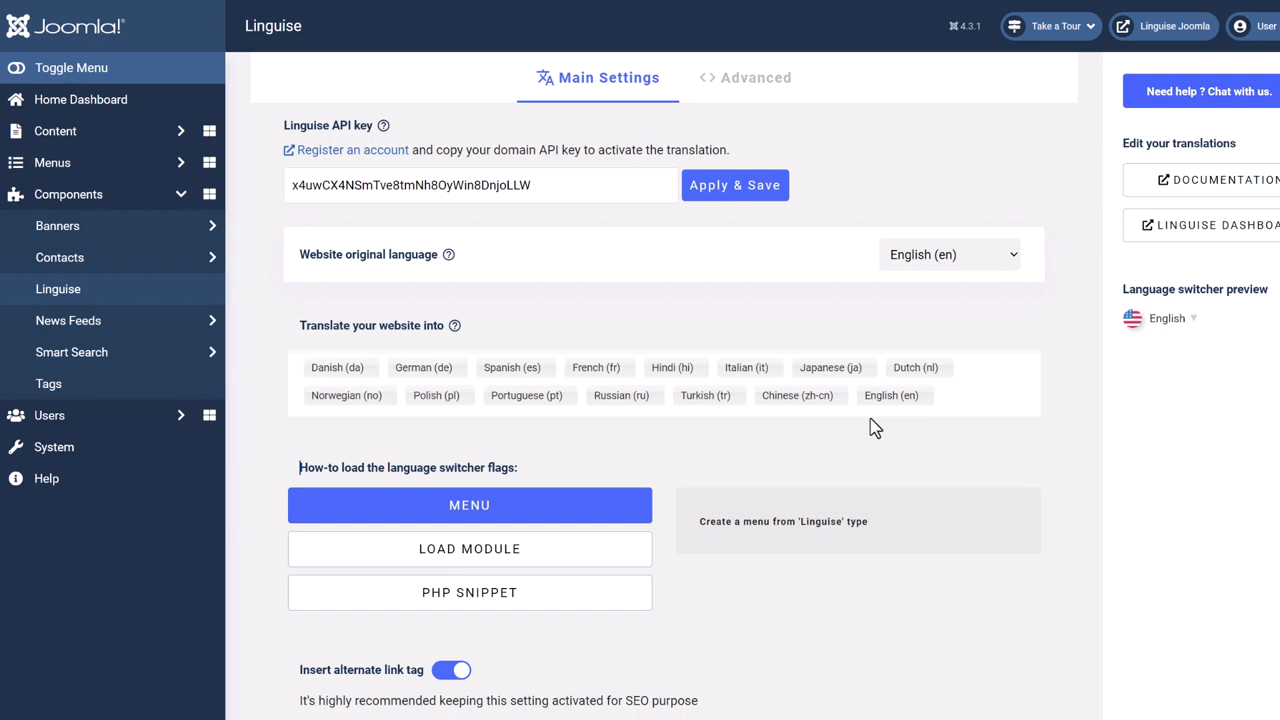 Joomla!®
Linguise
4.3.1
Take a Tour
Linguise Joomla
User
Toggle Menu
Home Dashboard
Content
Menus
Components
Banners
Contacts
Linguise
News Feeds
Smart Search
Tags
Users
System
Help
Main Settings
Advanced
Linguise API key
Register an account and copy your domain API key to activate the translation.
x4uwCX4NSmTve8tmNh8OyWin8DnjoLLW
Apply & Save
Website original language
English (en)
Translate your website into
Danish (da) German (de) Spanish (es) French (fr) Hindi (hi) Italian (it) Japanese (ja) Dutch (nl)
Norwegian (no) Polish (pl) Portuguese (pt) Russian (ru) Turkish (tr) Chinese (zh-cn) English (en)
How-to load the language switcher flags:
MENU
LOAD MODULE
PHP SNIPPET
Create a menu from 'Linguise' type
Insert alternate link tag
It's highly recommended keeping this setting activated for SEO purpose
Need help ? Chat with us.
Edit your translations
DOCUMENTATION
LINGUISE DASHBOA
Language switcher preview
English